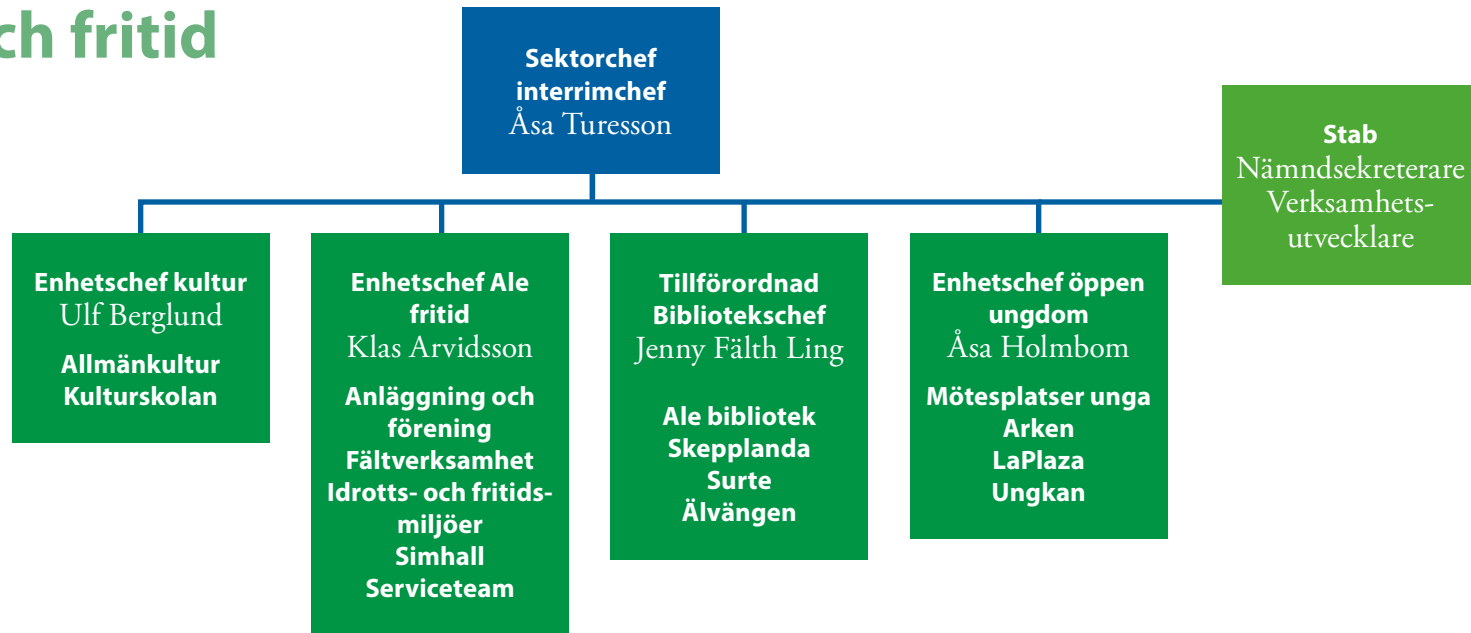 ch fritid
Sektorchef
interrimchef
Åsa Turesson
Stab
Nämndsekreterare
Verksamhets-
utvecklare
Enhetschef kultur
Ulf Berglund
Allmänkultur
Kulturskolan
Enhetschef Ale
fritid
Klas Arvidsson
Anläggning och
förening
Fältverksamhet
Idrotts- och fritids-
miljöer
Simhall
Serviceteam
Tillförordnad
Bibliotekschef
Jenny Fälth Ling
Ale bibliotek
Skepplanda
Surte
Älvängen
Enhetschef öppen
ungdom
Åsa Holmbom
Mötesplatser unga
Arken
LaPlaza
Ungkan